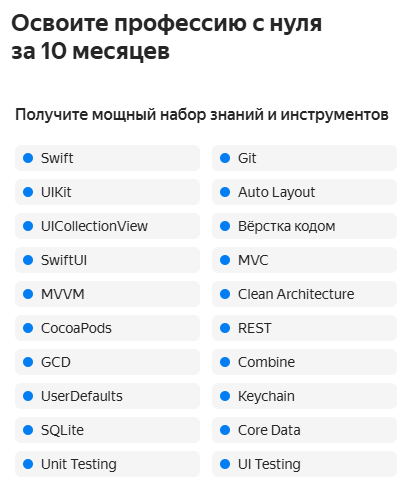 Освоите профессию с нуля
за 10 месяцев
Получите мощный набор знаний и инструментов
Swift
Git
UIKit
Auto Layout
UICollectionView
Вёрстка кодом
SwiftUI
MVC
MVVM
Clean Architecture
CocoaPods
REST
GCD
Combine
UserDefaults
Keychain
SQLite
Core Data
Unit Testing
UI Testing